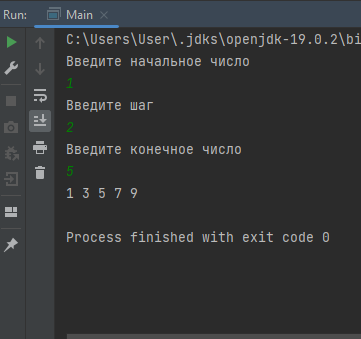 Run: Main
C:\Users\User\.jdks\openjdk-19.0.2\bi
Введите начальное число
1
Введите шаг
2
Введите конечное число
5
1 3 5 7 9
Process finished with exit code 0